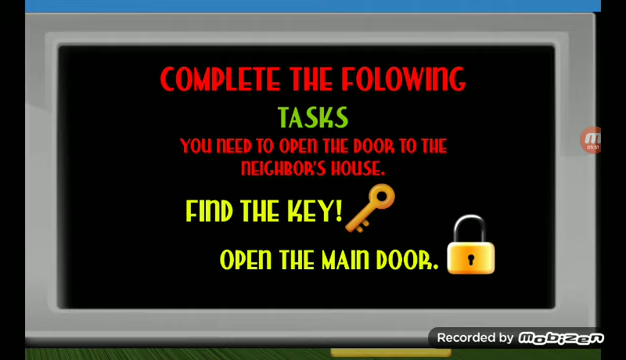 COMPLETE THE FOLOWING
TASKS
YOU NEED TO OPEN THE DOOR TO THE
NEIGHBOR'S HOUSE.
FIND THE KEY!
OPEN THE MAIN DOOR.
Recorded by mobizen